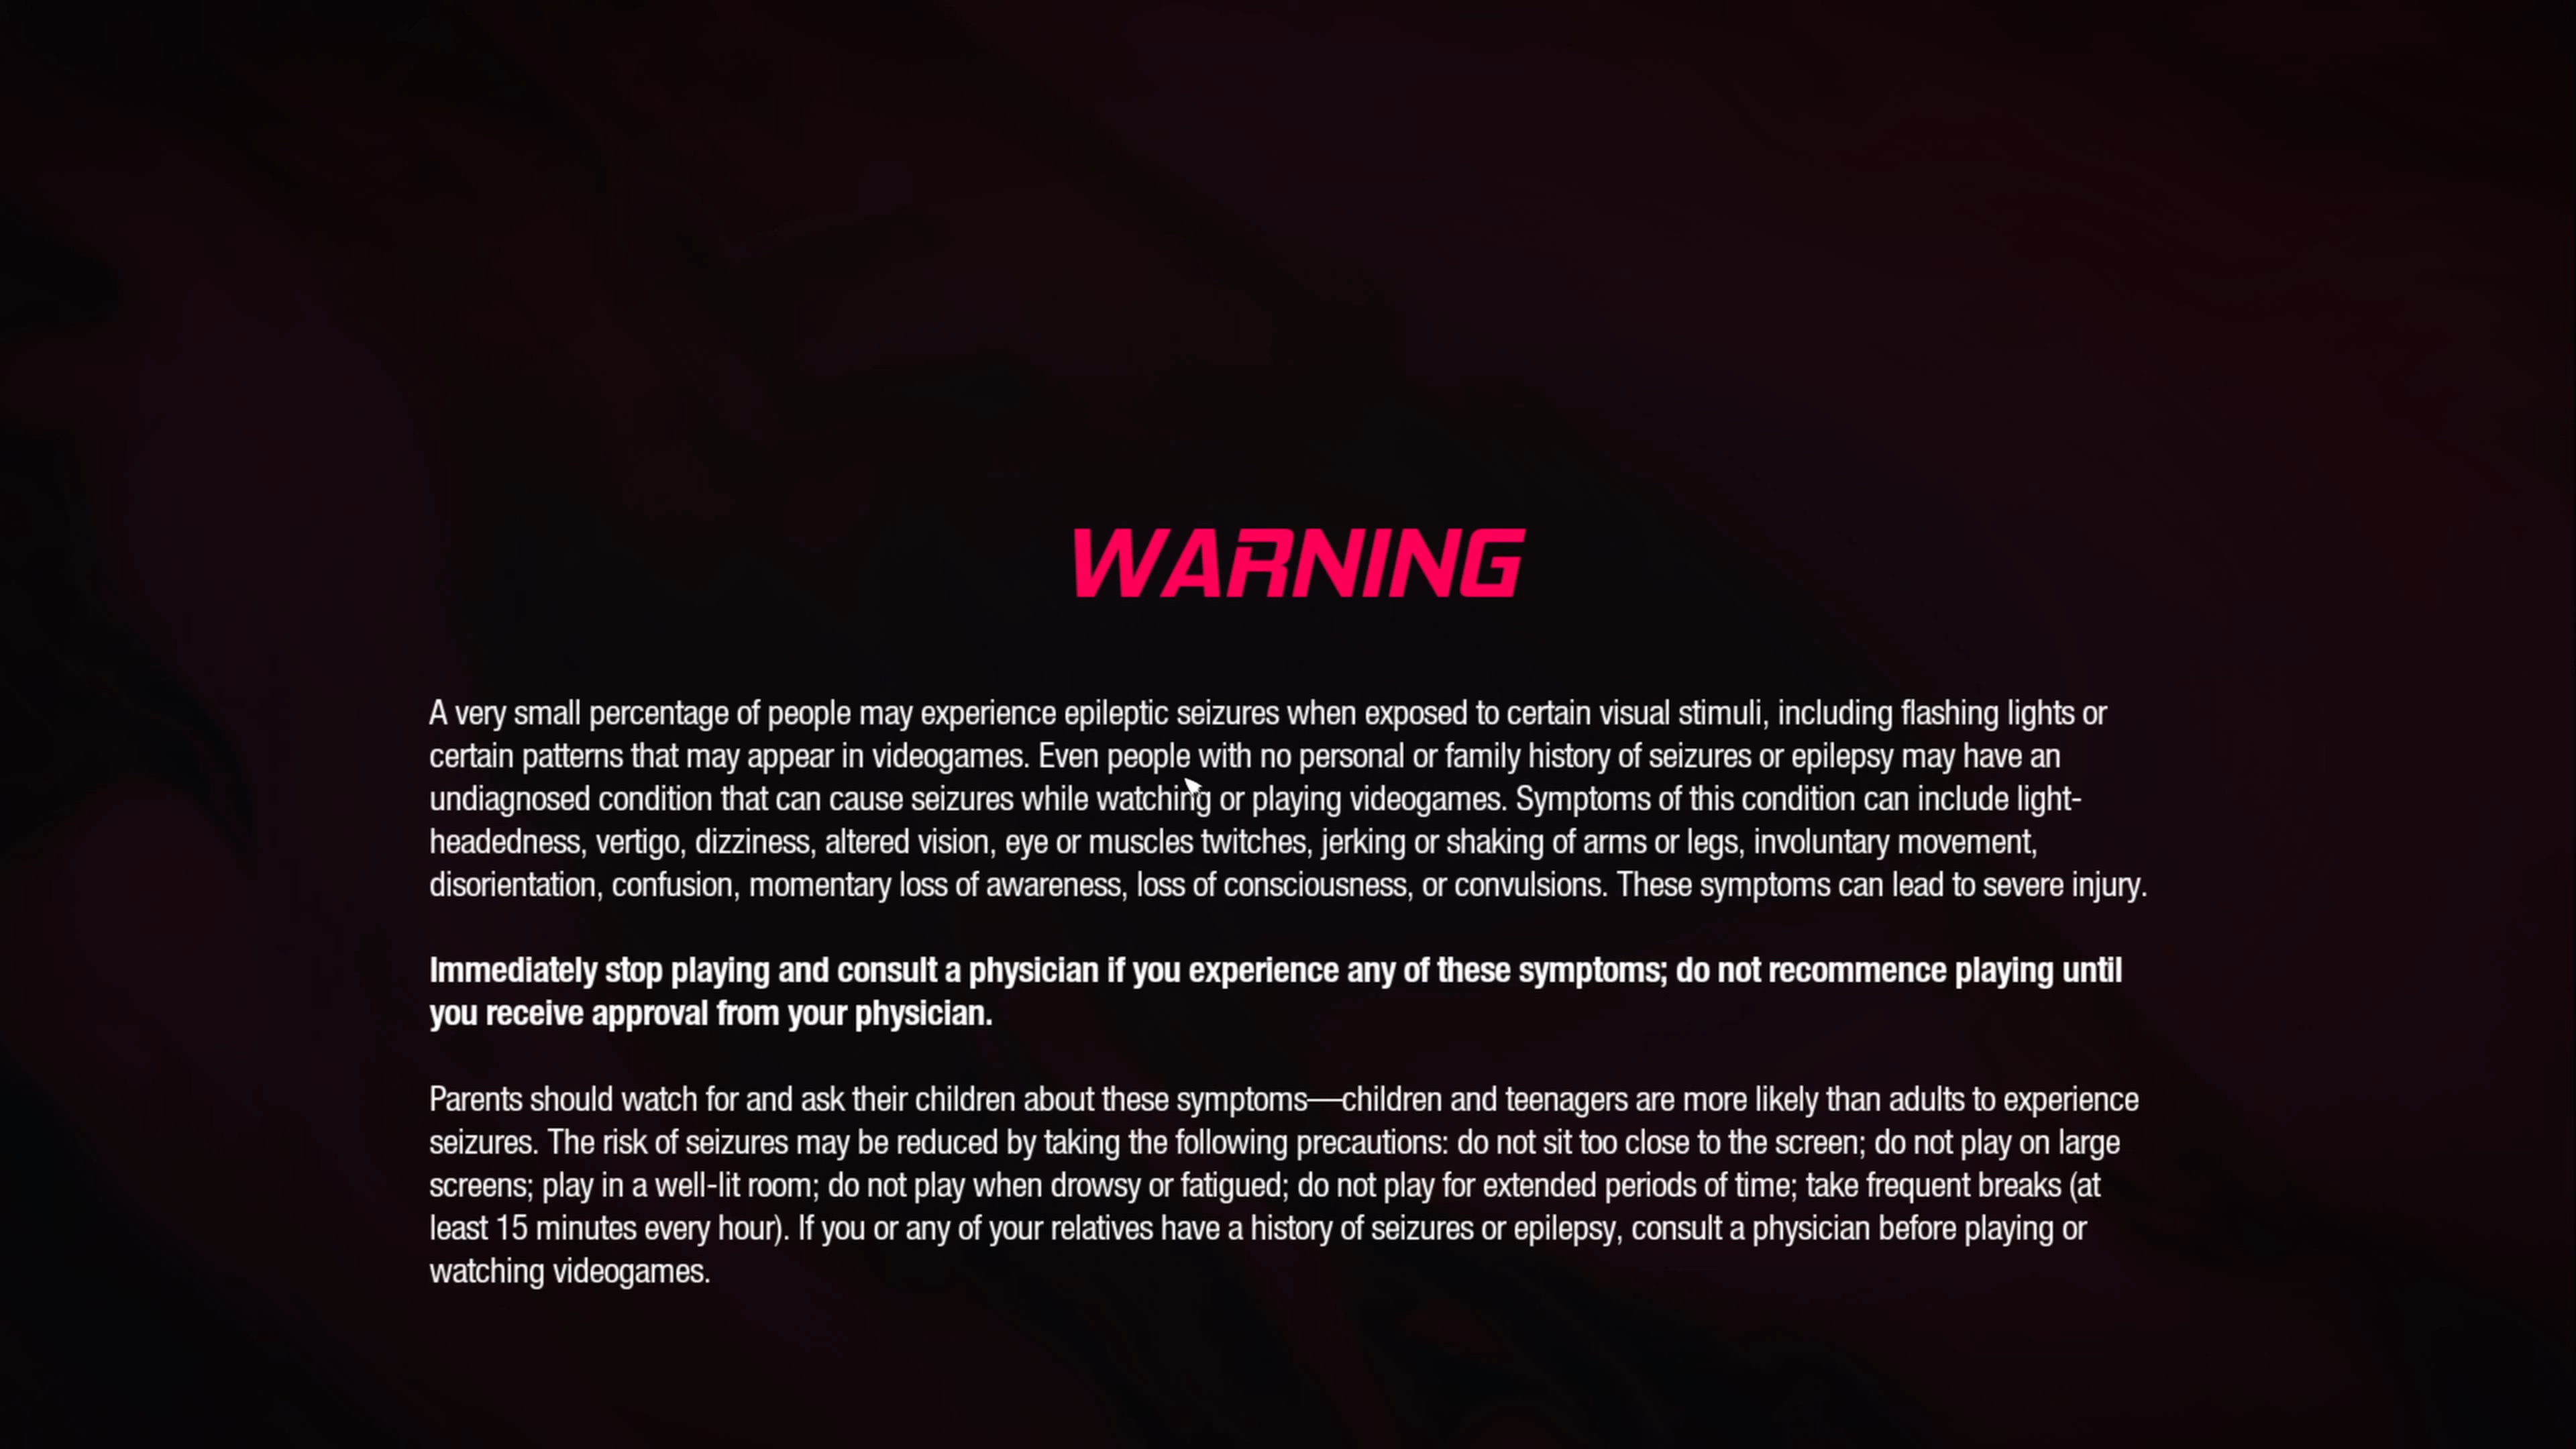 WARNING
A very small percentage of people may experience epileptic seizures when exposed to certain visual stimuli, including flashing lights or
certain patterns that may appear in videogames. Even people with no personal or family history of seizures or epilepsy may have an
undiagnosed condition that can cause seizures while watching or playing videogames. Symptoms of this condition can include light-
headedness, vertigo, dizziness, altered vision, eye or muscles twitches, jerking or shaking of arms or legs, involuntary movement,
disorientation, confusion, momentary loss of awareness, loss of consciousness, or convulsions. These symptoms can lead to severe injury.
Immediately stop playing and consult a physician if you experience any of these symptoms; do not recommence playing until
you receive approval from your physician.
Parents should watch for and ask their children about these symptoms—children and teenagers are more likely than adults to experience
seizures. The risk of seizures may be reduced by taking the following precautions: do not sit too close to the screen; do not play on large
screens; play in a well-lit room; do not play when drowsy or fatigued; do not play for extended periods of time; take frequent breaks (at
least 15 minutes every hour). If you or any of your relatives have a history of seizures or epilepsy, consult a physician before playing or
watching videogames.